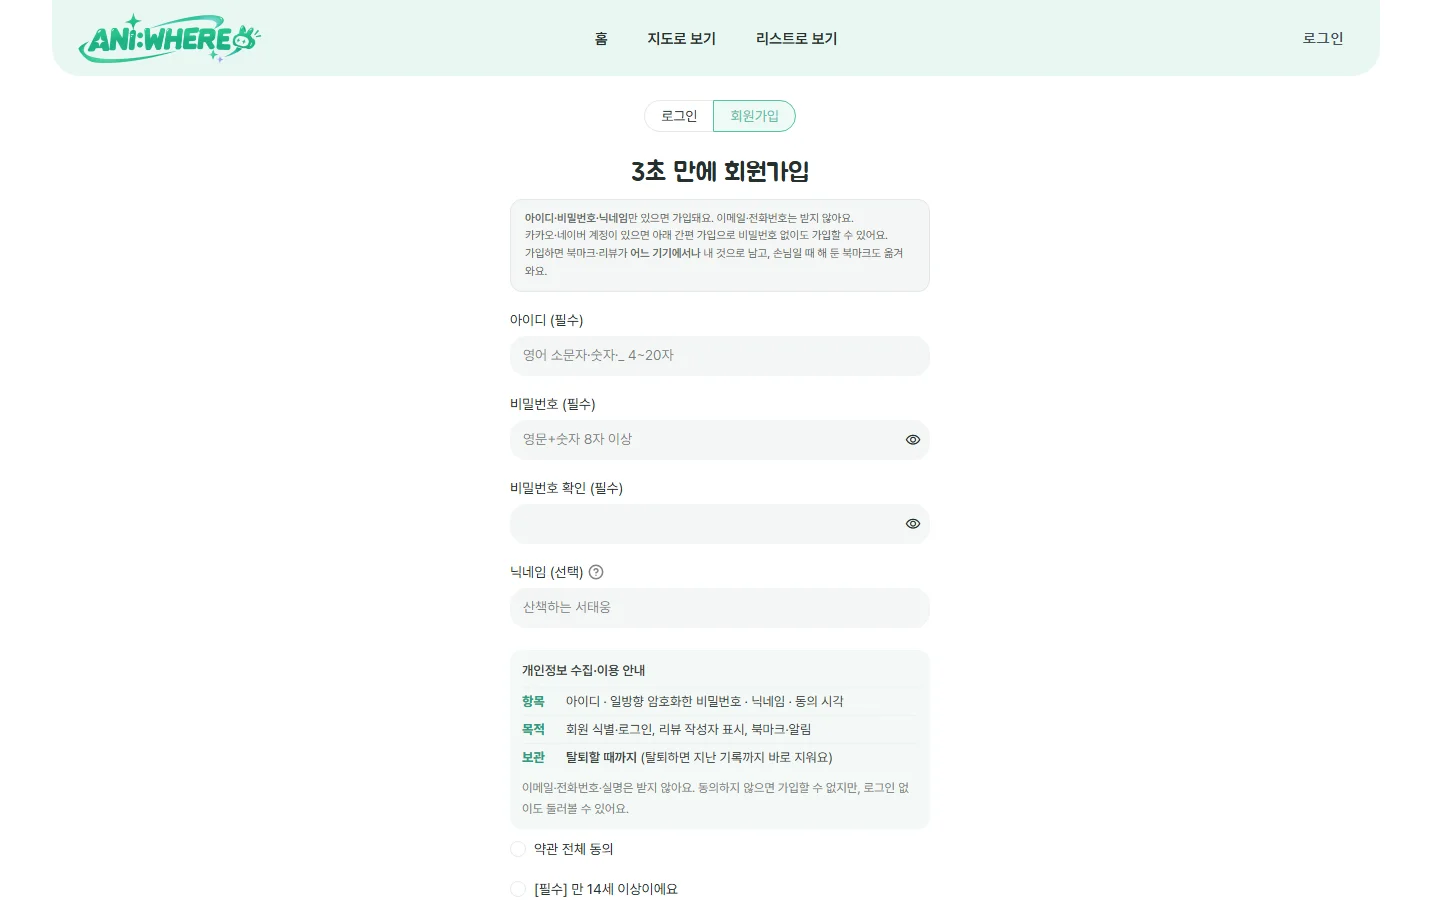 ANI:WHERE
홈
지도로 보기
리스트로 보기
로그인
로그인
회원가입
3초 만에 회원가입
아이디·비밀번호·닉네임만 있으면 가입돼요. 이메일·전화번호는 받지 않아요.
카카오·네이버 계정이 있으면 아래 간편 가입으로 비밀번호 없이도 가입할 수 있어요.
가입하면 북마크·리뷰가 어느 기기에서나 내 것으로 남고, 손님일 때 해 둔 북마크도 옮겨
와요.
아이디 (필수)
영어 소문자·숫자·_ 4~20자
비밀번호 (필수)
영문+숫자 8자 이상
비밀번호 확인 (필수)
닉네임 (선택)
산책하는 서태웅
개인정보 수집·이용 안내
항목 아이디 · 일방향 암호화한 비밀번호 · 닉네임 · 동의 시각
목적 회원 식별·로그인, 리뷰 작성자 표시, 북마크·알림
보관 탈퇴할 때까지 (탈퇴하면 지난 기록까지 바로 지워요)
이메일·전화번호·실명은 받지 않아요. 동의하지 않으면 가입할 수 없지만, 로그인 없
이도 둘러볼 수 있어요.
약관 전체 동의
[필수] 만 14세 이상이에요